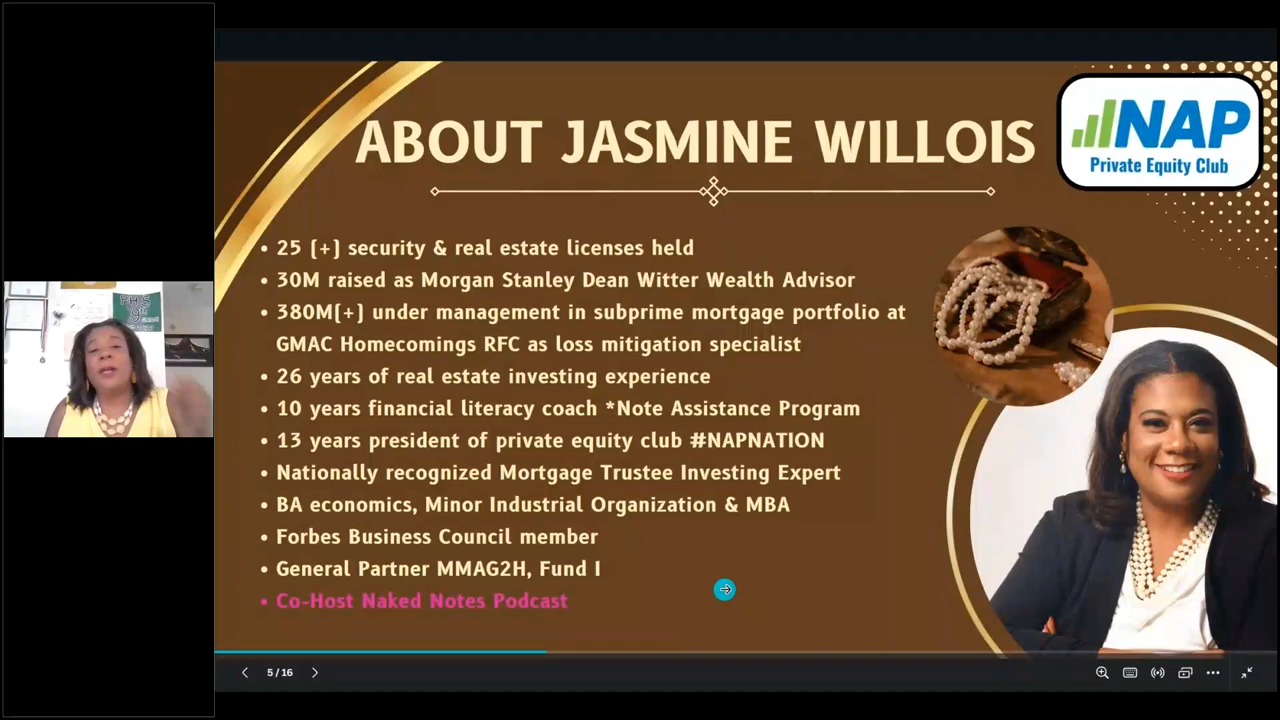 ABOUT JASMINE WILLOIS
NAP
Private Equity Club
• 25 (+) security & real estate licenses held
• 30M raised as Morgan Stanley Dean Witter Wealth Advisor
• 380M(+) under management in subprime mortgage portfolio at
GMAC Homecomings RFC as loss mitigation specialist
• 26 years of real estate investing experience
• 10 years financial literacy coach *Note Assistance Program
• 13 years president of private equity club #NAPNATION
• Nationally recognized Mortgage Trustee Investing Expert
• BA economics, Minor Industrial Organization & MBA
• Forbes Business Council member
• General Partner MMAG2H, Fund I
• Co-Host Naked Notes Podcast
5 / 16